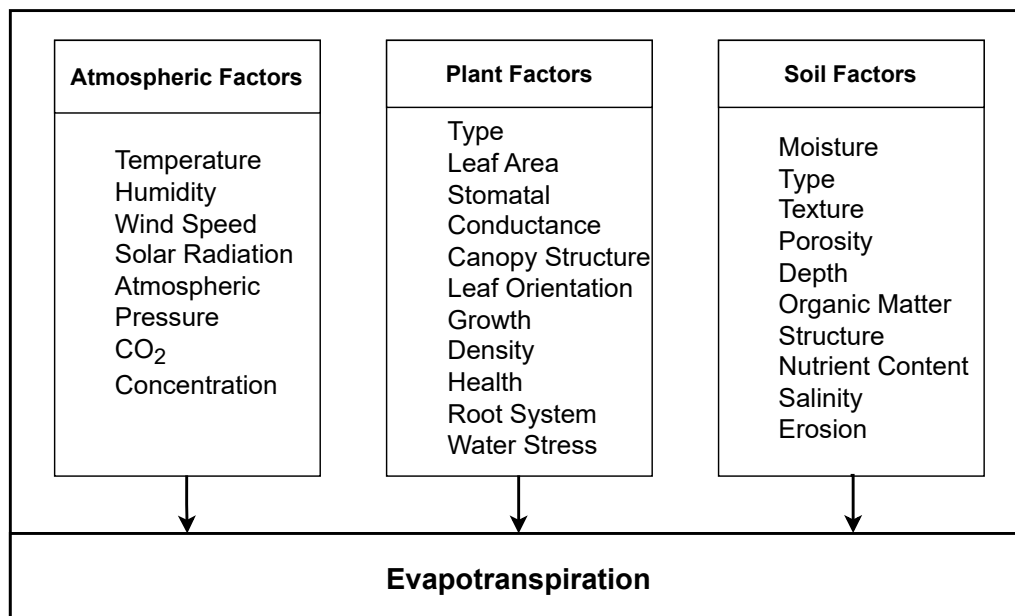 Atmospheric Factors
Temperature
Humidity
Wind Speed
Solar Radiation
Atmospheric
Pressure
CO₂
Concentration
Plant Factors
Type
Leaf Area
Stomatal
Conductance
Canopy Structure
Leaf Orientation
Growth
Density
Health
Root System
Water Stress
Soil Factors
Moisture
Type
Texture
Porosity
Depth
Organic Matter
Structure
Nutrient Content
Salinity
Erosion
Evapotranspiration